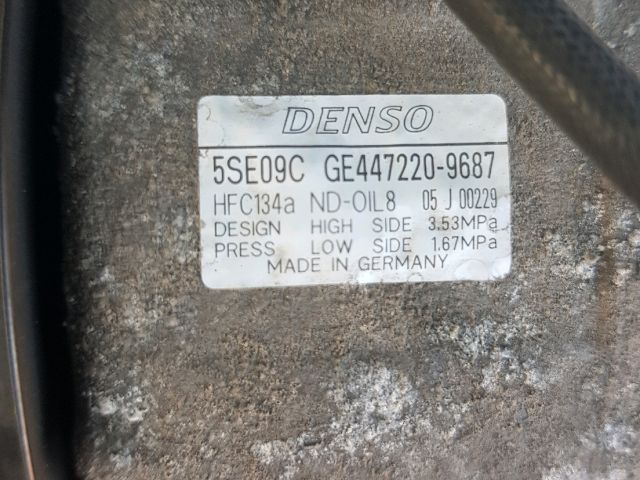 DENSO
5SE09C GE447220-9687
HFC134a ND-OIL8 05 J 00229
DESIGN HIGH SIDE 3.53MPa
PRESS LOW SIDE 1.67MPa
MADE IN GERMANY